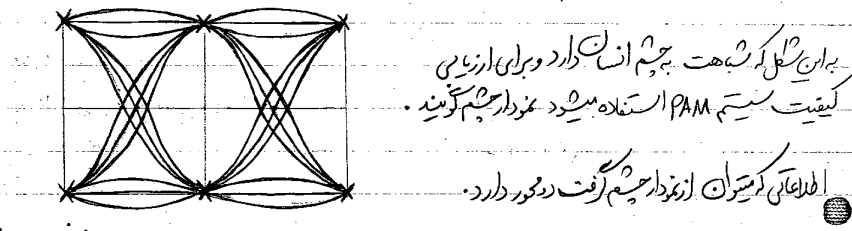 به این شکل که شباهت به چشم انسان دارد و برای ارزیابی
کیفیت سیستم PAM استفاده میشود نمودار چشم گویند.
اطلاعاتی که میتوان از نمودار چشم گرفت دو محور دارد.